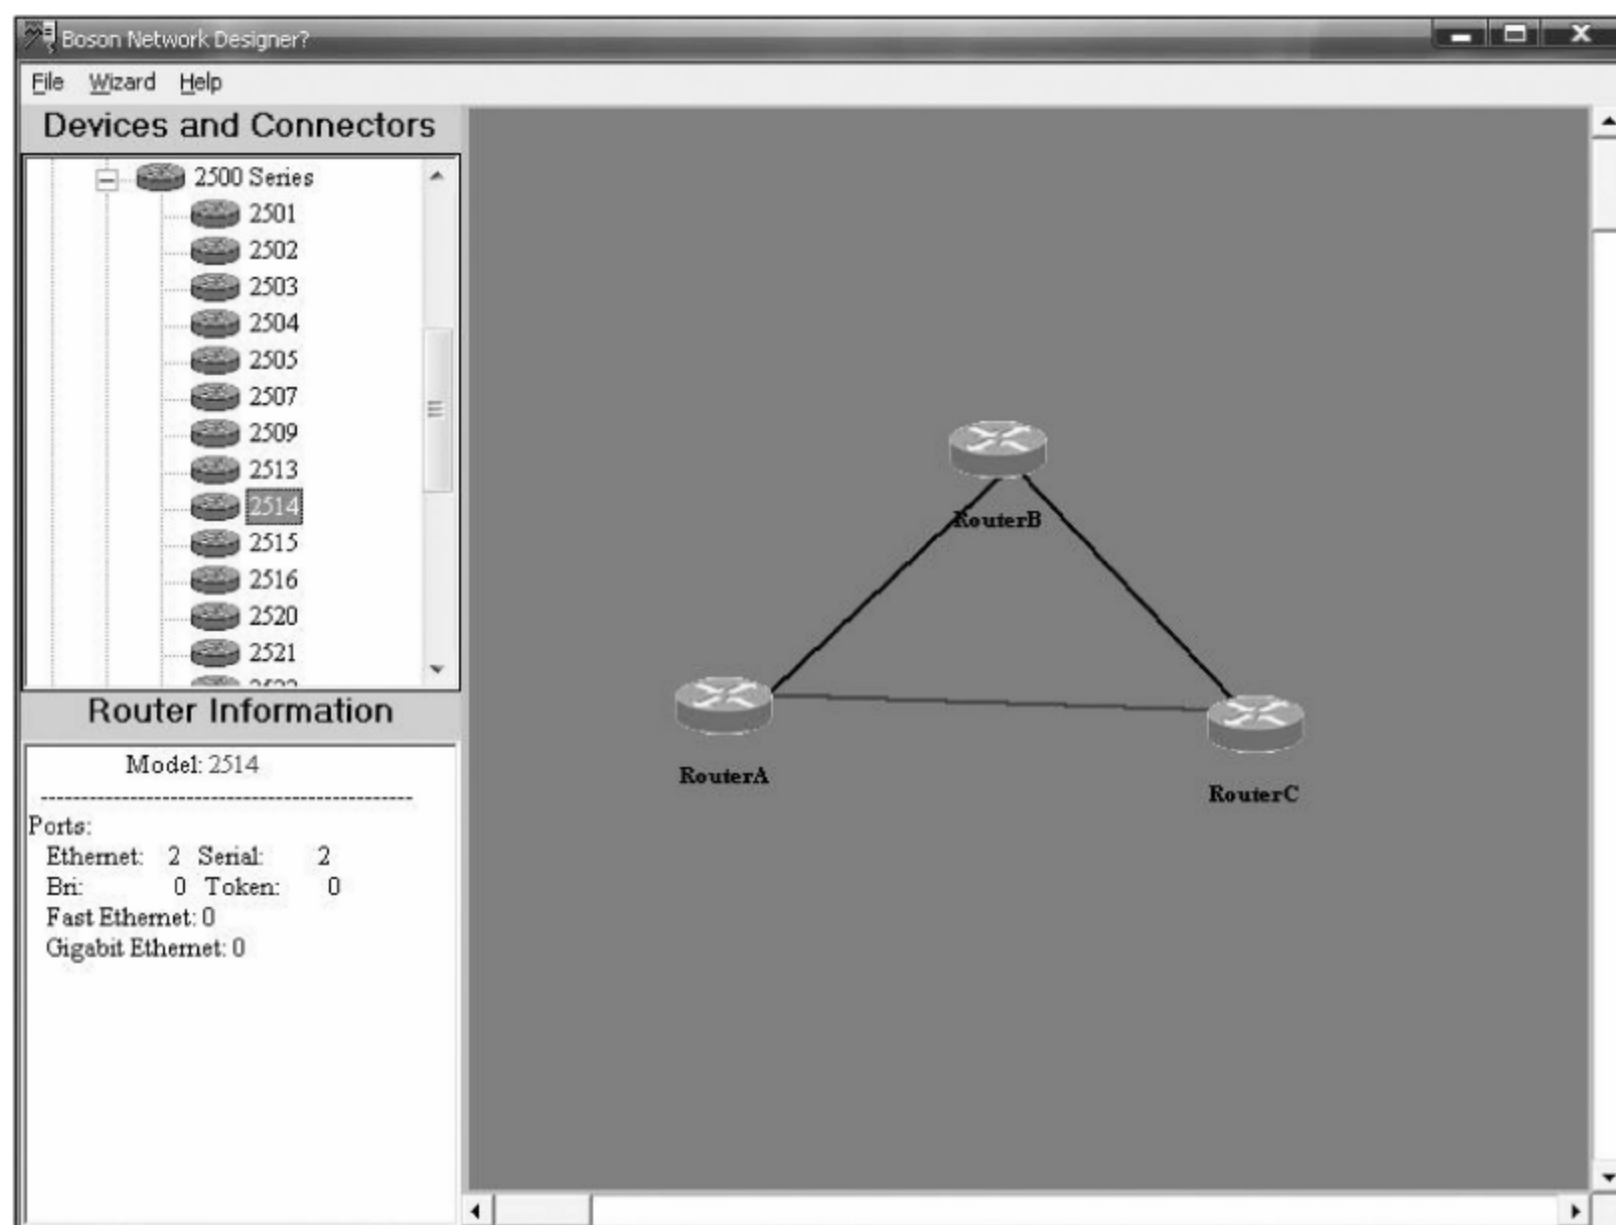 Boson Network Designer?
File Wizard Help
Devices and Connectors
2500 Series
2501
2502
2503
2504
2505
2507
2509
2513
2514
2515
2516
2520
2521
Router Information
Model: 2514
---------------------------------------------
Ports:
Ethernet: 2 Serial: 2
Bri: 0 Token: 0
Fast Ethernet: 0
Gigabit Ethernet: 0
RouterB
RouterA
RouterC